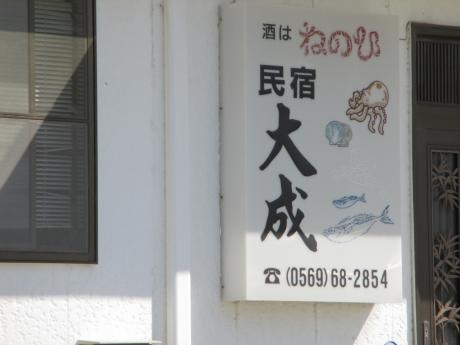 酒は ねのひ
民宿
大成
☎(0569)68-2854